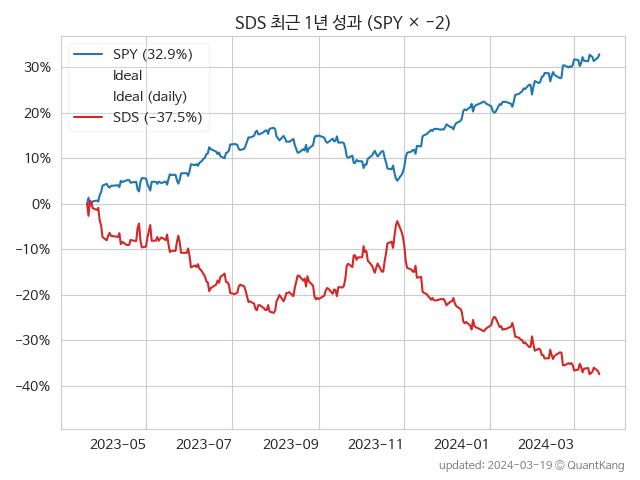 SDS 최근 1년 성과 (SPY × −2)
SPY (32.9%)
Ideal
Ideal (daily)
SDS (−37.5%)
30%
20%
10%
0%
−10%
−20%
−30%
−40%
2023−05
2023−07
2023−09
2023−11
2024−01
2024−03
updated: 2024−03−19 © QuantKang